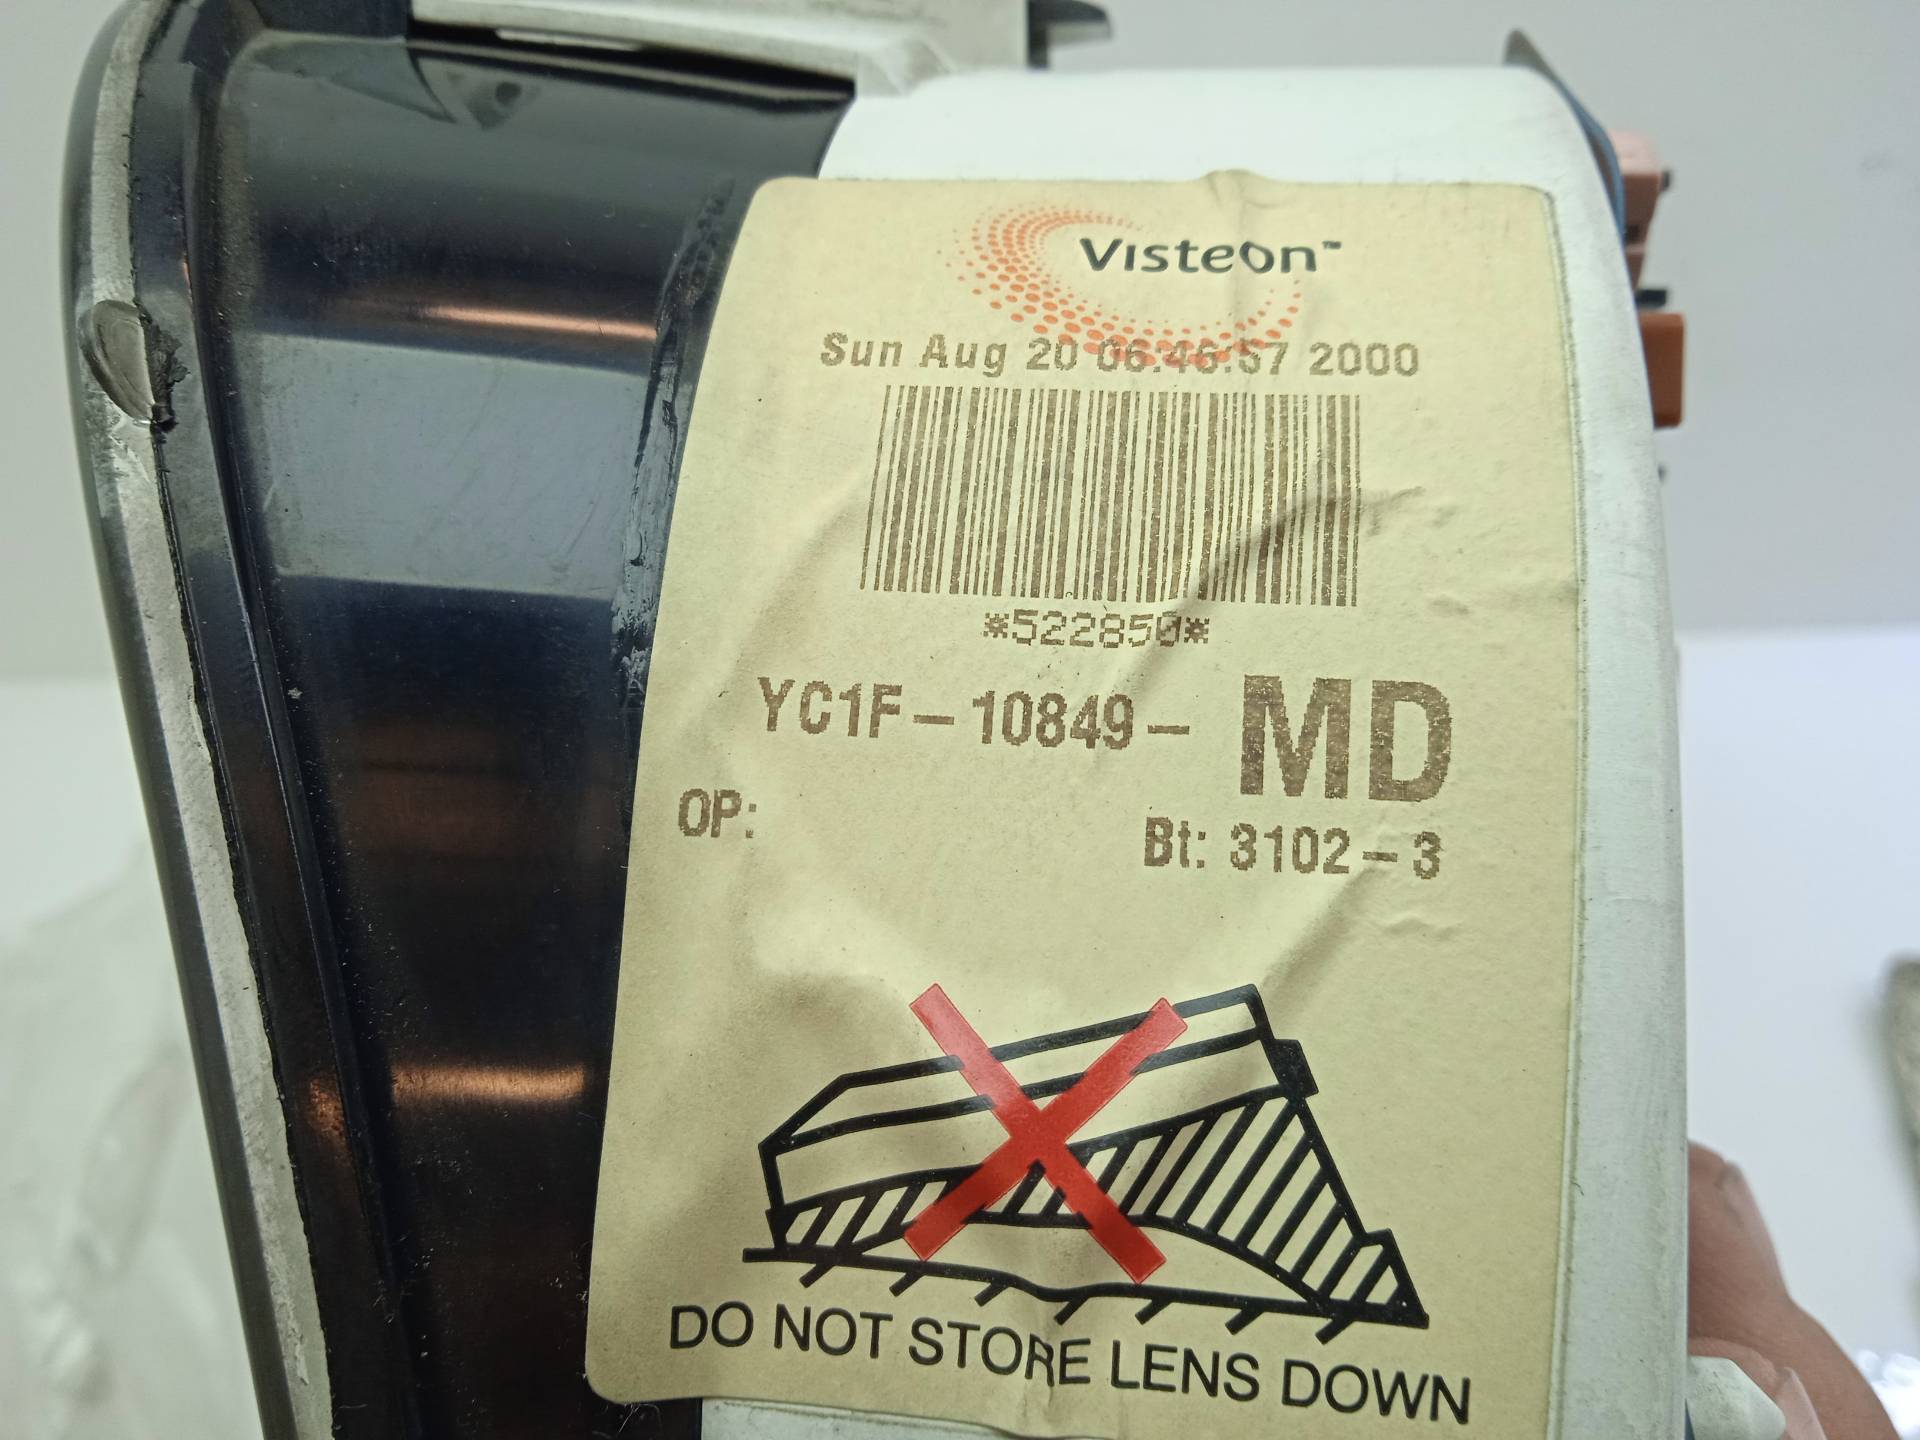 Visteon™
Sun Aug 20 06:46:57 2000
*522850*
YC1F-10849- MD
OP:
Bt: 3102-3
DO NOT STORE LENS DOWN